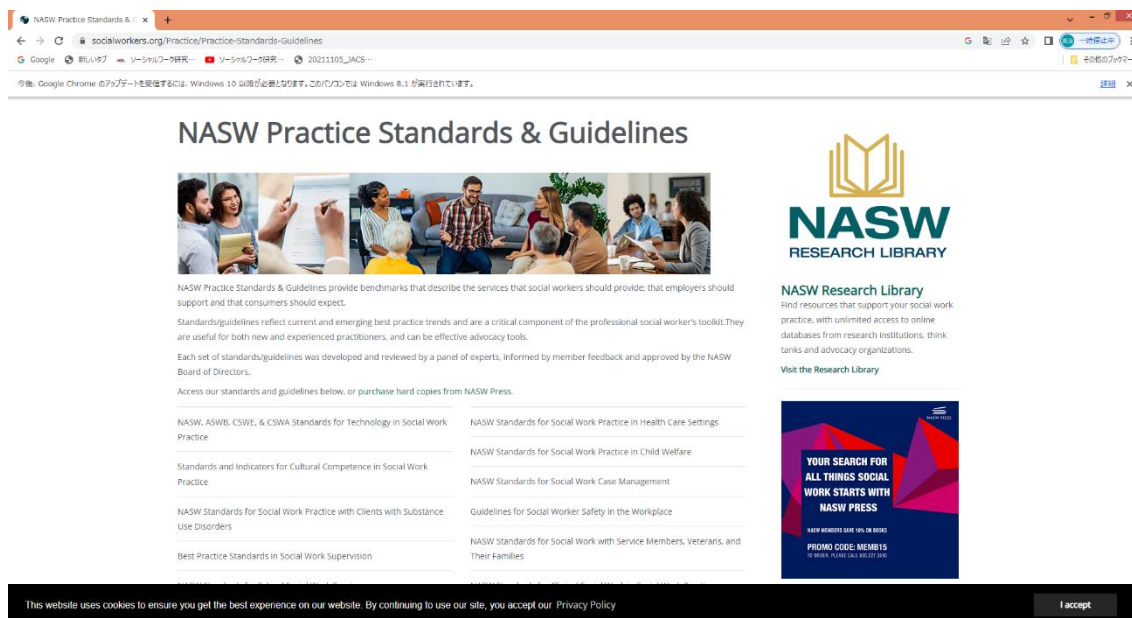 NASW Practice Standards & G
socialworkers.org/Practice/Practice-Standards-Guidelines
一時停止中
Google
新しいタブ
ソーシャルワーク研究…
ソーシャルワーク研究…
20211105_JACS…
その他のブックマー
今後、Google Chrome のアップデートを受信するには、Windows 10 以降が必要となります。このパソコンでは Windows 8.1 が実行されています。
詳細
NASW Practice Standards & Guidelines
NASW Practice Standards & Guidelines provide benchmarks that describe the services that social workers should provide; that employers should
support and that consumers should expect.
Standards/guidelines reflect current and emerging best practice trends and are a critical component of the professional social worker's toolkit.They
are useful for both new and experienced practitioners, and can be effective advocacy tools.
Each set of standards/guidelines was developed and reviewed by a panel of experts, informed by member feedback and approved by the NASW
Board of Directors.
Access our standards and guidelines below, or purchase hard copies from NASW Press.
NASW, ASWB, CSWE, & CSWA Standards for Technology in Social Work
Practice
Standards and Indicators for Cultural Competence in Social Work
Practice
NASW Standards for Social Work Practice with Clients with Substance
Use Disorders
Best Practice Standards in Social Work Supervision
NASW Standards for Social Work Practice in Health Care Settings
NASW Standards for Social Work Practice in Child Welfare
NASW Standards for Social Work Case Management
Guidelines for Social Worker Safety in the Workplace
NASW Standards for Social Work with Service Members, Veterans, and
Their Families
NASW
RESEARCH LIBRARY
NASW Research Library
Find resources that support your social work
practice, with unlimited access to online
databases from research institutions, think
tanks and advocacy organizations.
Visit the Research Library
NASW PRESS
YOUR SEARCH FOR
ALL THINGS SOCIAL
WORK STARTS WITH
NASW PRESS
NASW MEMBERS SAVE 10% ON BOOKS
PROMO CODE: MEMB15
TO ORDER, PLEASE CALL 800.227.3590
This website uses cookies to ensure you get the best experience on our website. By continuing to use our site, you accept our Privacy Policy
I accept